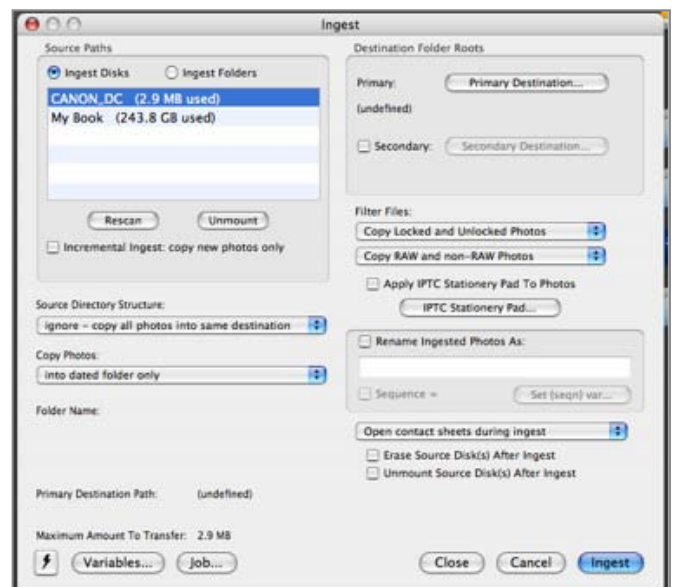 Ingest
Source Paths
Ingest Disks Ingest Folders
CANON_DC (2.9 MB used)
My Book (243.8 GB used)
Rescan Unmount
Incremental Ingest: copy new photos only
Source Directory Structure:
ignore - copy all photos into same destination
Copy Photos:
into dated folder only
Folder Name:
Primary Destination Path: (undefined)
Maximum Amount To Transfer: 2.9 MB
Variables... Job...
Destination Folder Roots
Primary: Primary Destination...
(undefined)
Secondary: Secondary Destination...
Filter Files:
Copy Locked and Unlocked Photos
Copy RAW and non-RAW Photos
Apply IPTC Stationery Pad To Photos
IPTC Stationery Pad...
Rename Ingested Photos As:
Sequence = Set {seqn} var...
Open contact sheets during ingest
Erase Source Disk(s) After Ingest
Unmount Source Disk(s) After Ingest
Close Cancel Ingest